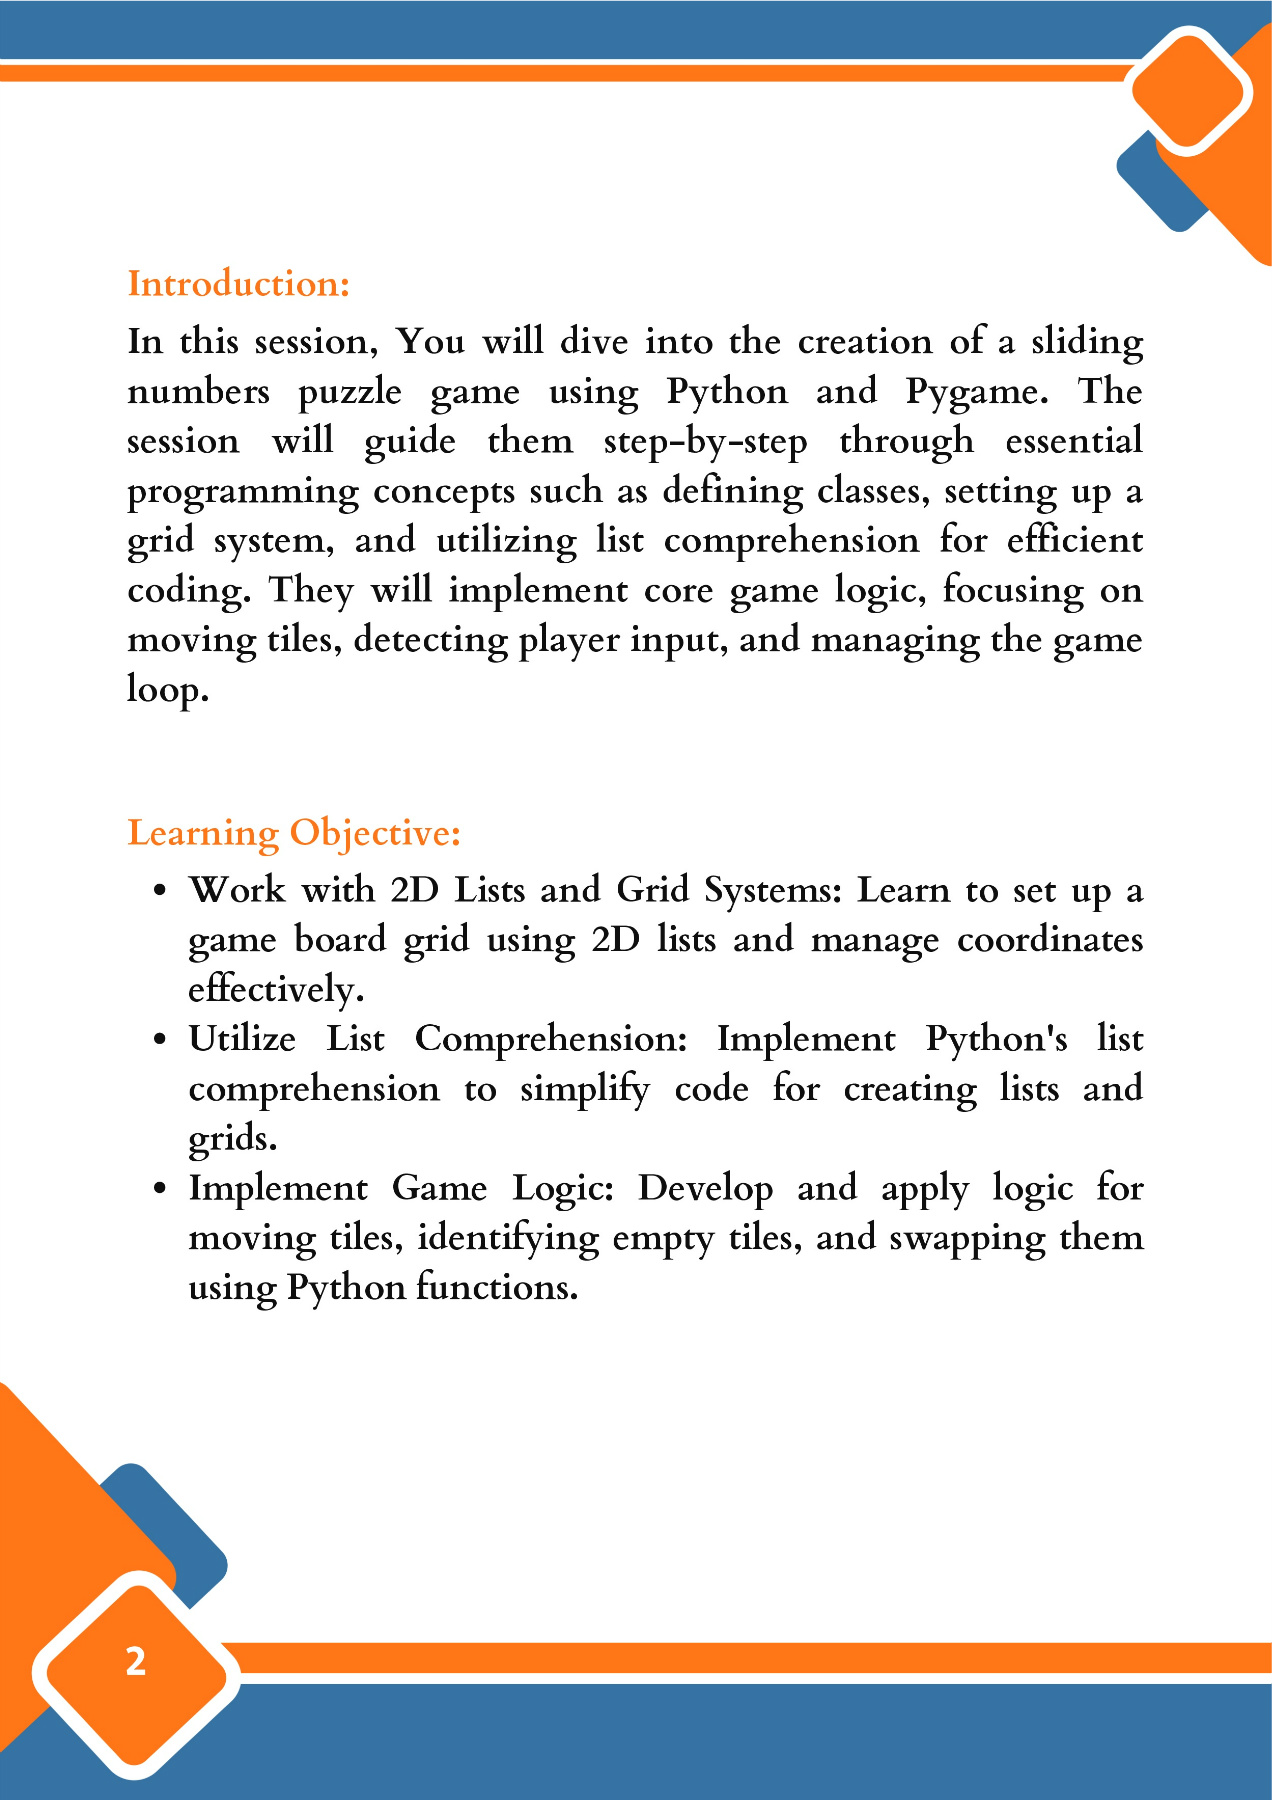 Introduction:
In this session, You will dive into the creation of a sliding
numbers puzzle game using Python and Pygame. The
session will guide them step-by-step through essential
programming concepts such as defining classes, setting up a
grid system, and utilizing list comprehension for efficient
coding. They will implement core game logic, focusing on
moving tiles, detecting player input, and managing the game
loop.
Learning Objective:
• Work with 2D Lists and Grid Systems: Learn to set up a
game board grid using 2D lists and manage coordinates
effectively.
• Utilize List Comprehension: Implement Python's list
comprehension to simplify code for creating lists and
grids.
• Implement Game Logic: Develop and apply logic for
moving tiles, identifying empty tiles, and swapping them
using Python functions.
2